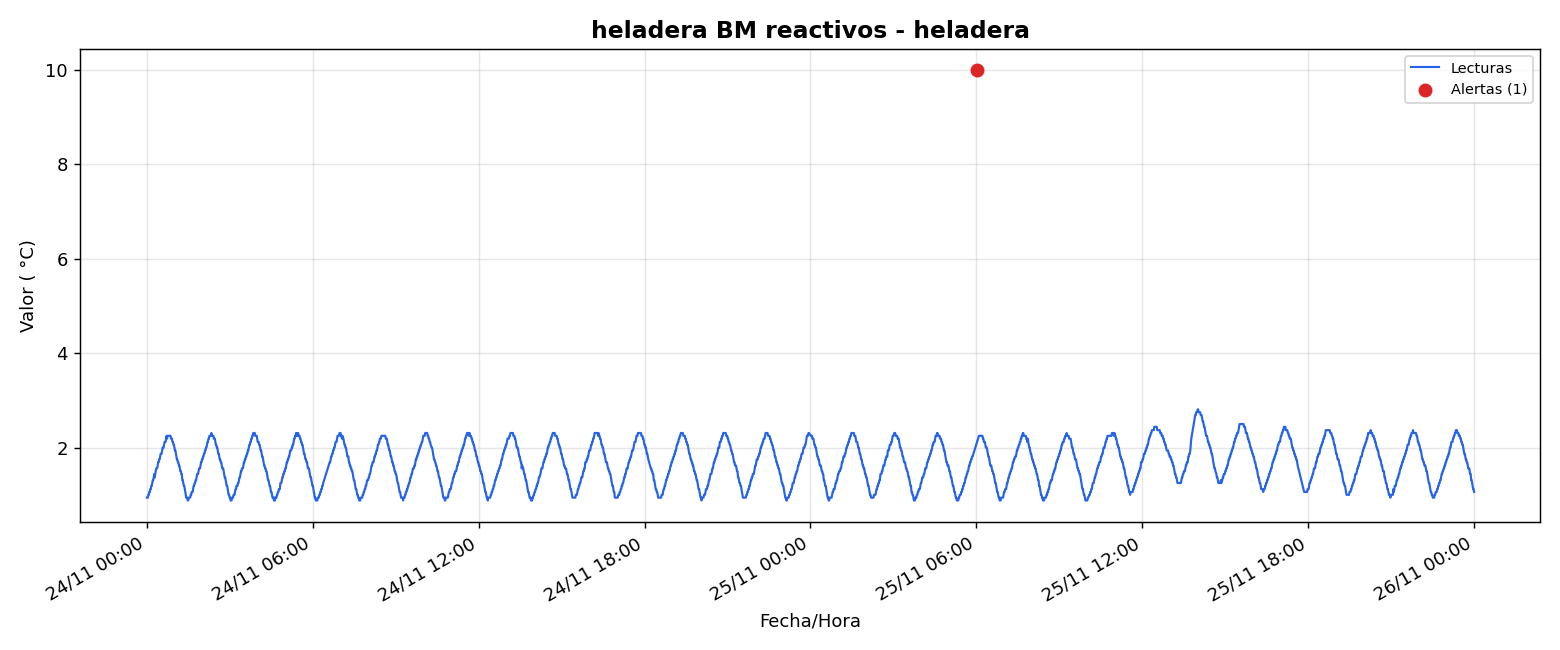 heladera BM reactivos - heladera
Lecturas
Alertas (1)
Valor ( °C)
10
8
6
4
2
24/11 00:00
24/11 06:00
24/11 12:00
24/11 18:00
25/11 00:00
25/11 06:00
25/11 12:00
25/11 18:00
26/11 00:00
Fecha/Hora